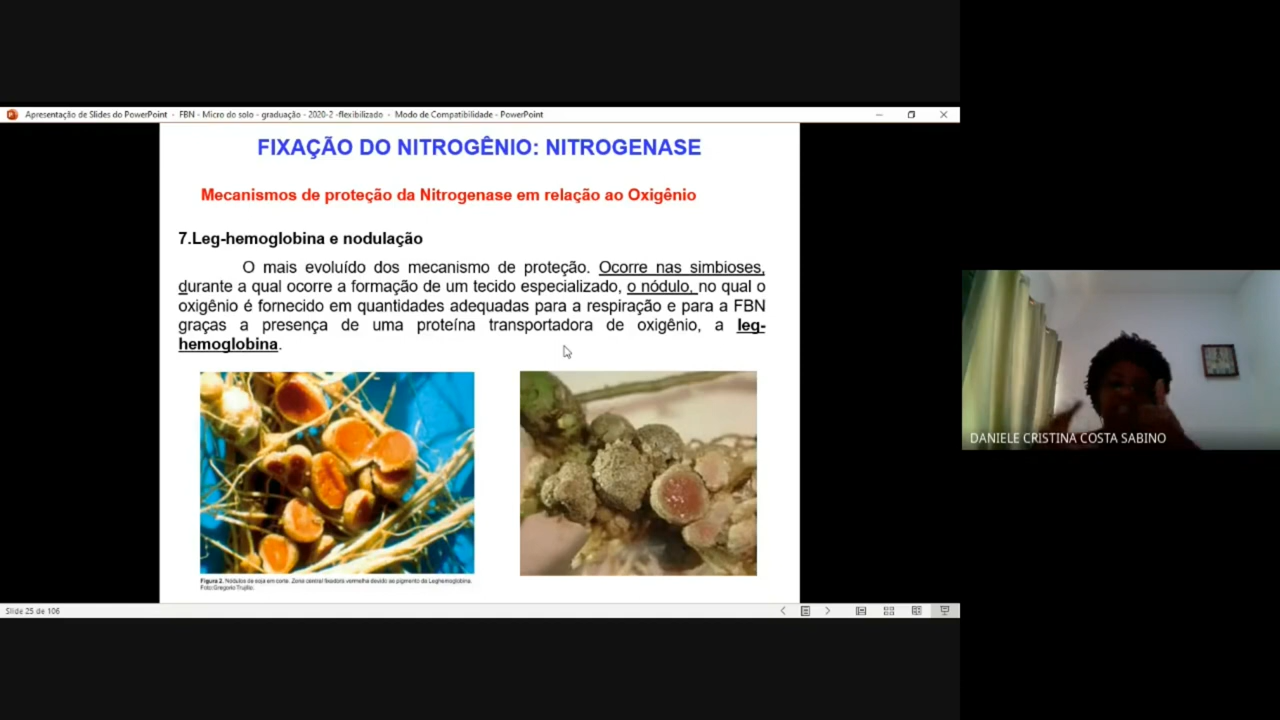 Apresentação de Slides do PowerPoint - FBN - Micro do solo - graduação - 2020-2 -flexibilizado - Modo de Compatibilidade - PowerPoint
FIXAÇÃO DO NITROGÊNIO: NITROGENASE
Mecanismos de proteção da Nitrogenase em relação ao Oxigênio
7.Leg-hemoglobina e nodulação
O mais evoluído dos mecanismo de proteção. Ocorre nas simbioses,
durante a qual ocorre a formação de um tecido especializado, o nódulo, no qual o
oxigênio é fornecido em quantidades adequadas para a respiração e para a FBN
graças a presença de uma proteína transportadora de oxigênio, a leg-
hemoglobina.
Figura 2. Nódulos de soja em corte. Zona central fixadora vermelha devido ao pigmento da Leghemoglobina.
Foto:Gregorio Trujillo.
DANIELE CRISTINA COSTA SABINO
Slide 25 de 106